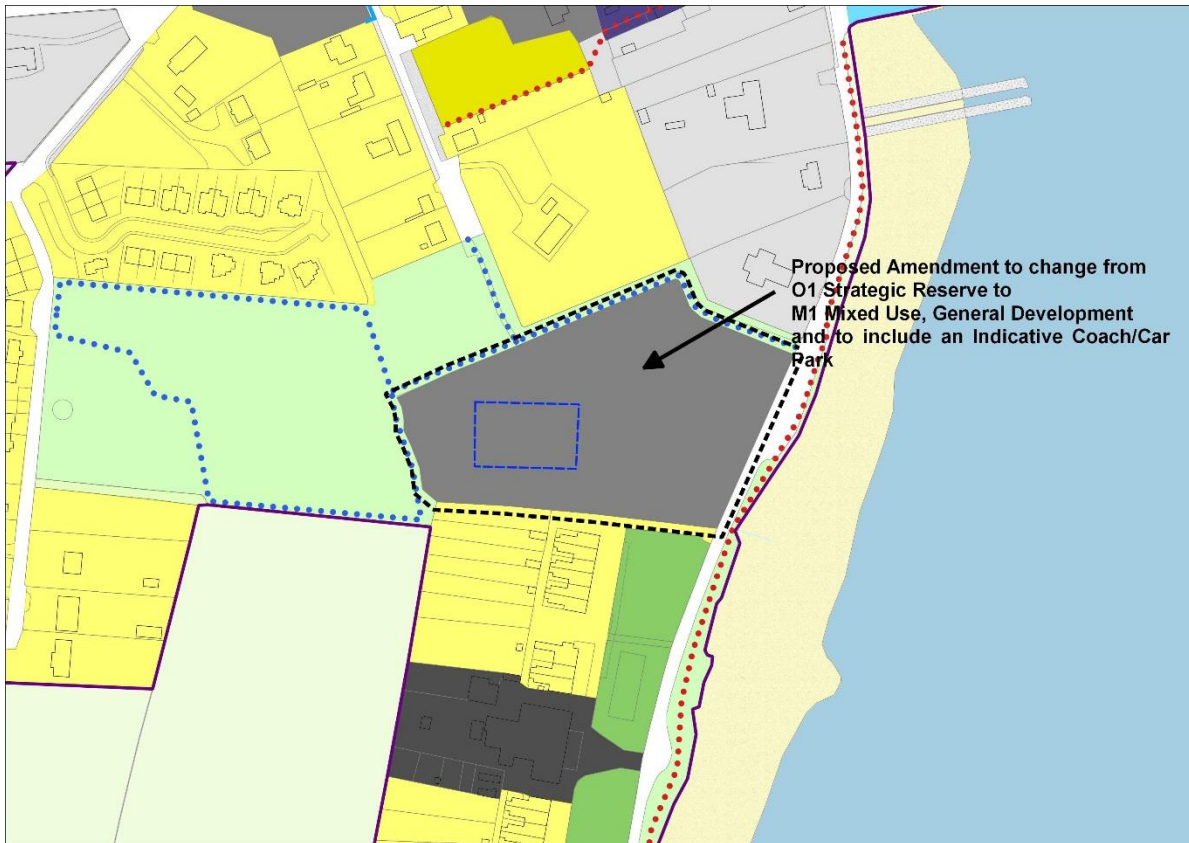 Proposed Amendment to change from
O1 Strategic Reserve to
M1 Mixed Use, General Development
and to include an Indicative Coach/Car
Park